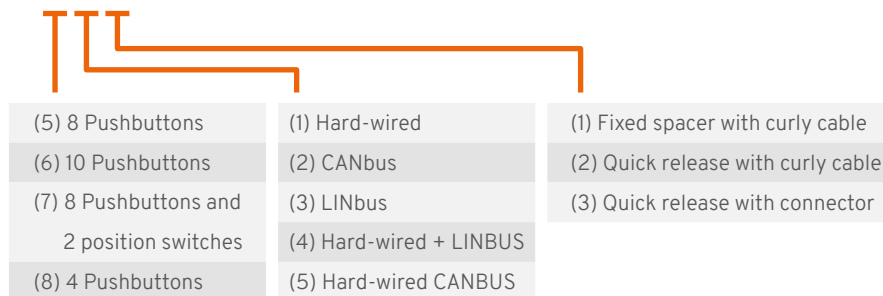 (5) 8 Pushbuttons
(6) 10 Pushbuttons
(7) 8 Pushbuttons and
2 position switches
(8) 4 Pushbuttons
(1) Hard-wired
(2) CANbus
(3) LINbus
(4) Hard-wired + LINBUS
(5) Hard-wired CANBUS
(1) Fixed spacer with curly cable
(2) Quick release with curly cable
(3) Quick release with connector